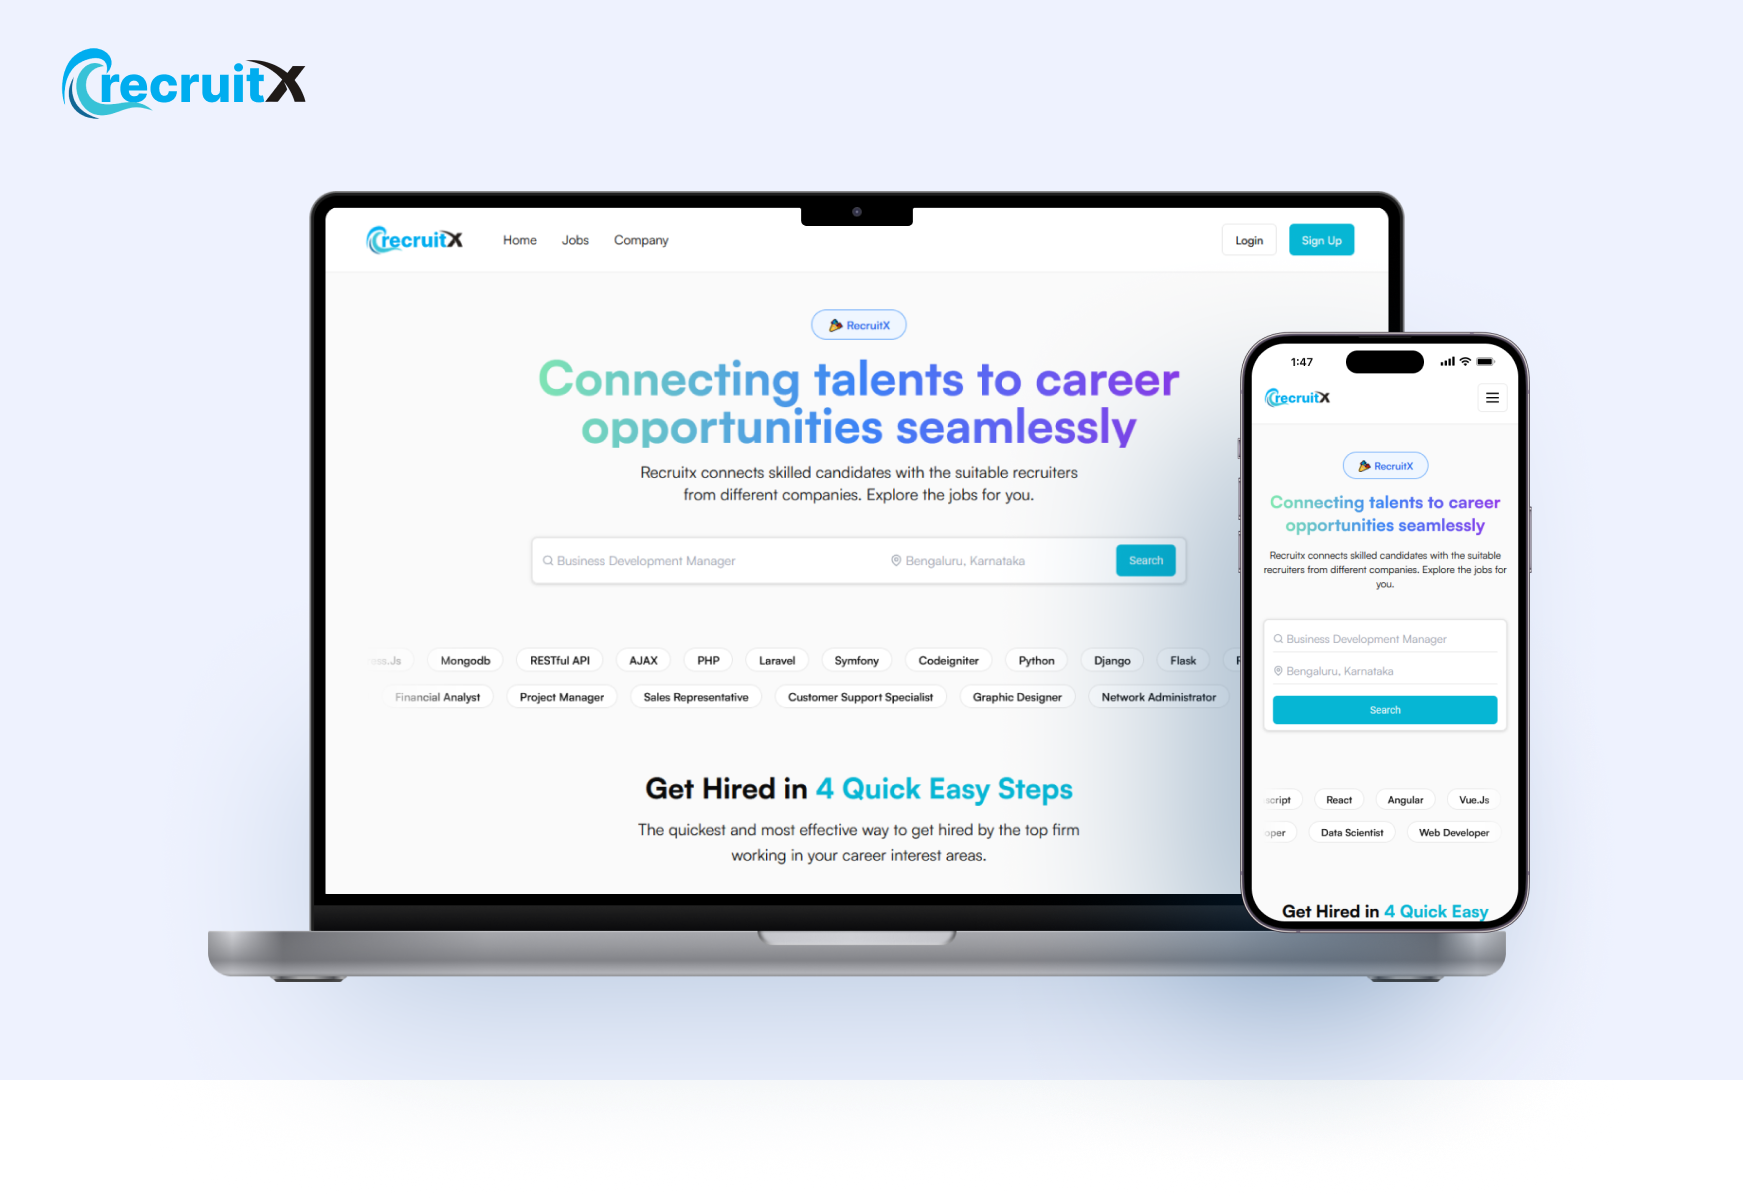 recruitX
recruitX Home Jobs Company Login Sign Up
RecruitX
Connecting talents to career
opportunities seamlessly
Recruitx connects skilled candidates with the suitable recruiters
from different companies. Explore the jobs for you.
Business Development Manager Bengaluru, Karnataka Search
ss.Js Mongodb RESTful API AJAX PHP Laravel Symfony Codeigniter Python Django Flask
Financial Analyst Project Manager Sales Representative Customer Support Specialist Graphic Designer Network Administrator
Get Hired in 4 Quick Easy Steps
The quickest and most effective way to get hired by the top firm
working in your career interest areas.
1:47
recruitX
RecruitX
Connecting talents to career
opportunities seamlessly
Recruitx connects skilled candidates with the suitable
recruiters from different companies. Explore the jobs for
you.
Business Development Manager
Bengaluru, Karnataka
Search
script React Angular Vue.Js
oper Data Scientist Web Developer
Get Hired in 4 Quick Easy